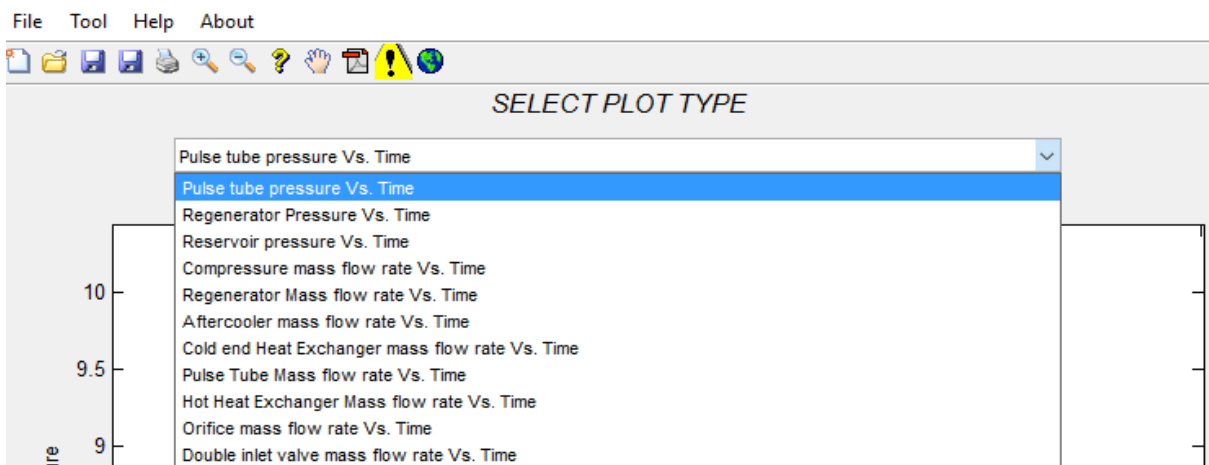 File Tool Help About
SELECT PLOT TYPE
Pulse tube pressure Vs. Time
Pulse tube pressure Vs. Time
Regenerator Pressure Vs. Time
Reservoir pressure Vs. Time
Compressure mass flow rate Vs. Time
Regenerator Mass flow rate Vs. Time
Aftercooler mass flow rate Vs. Time
Cold end Heat Exchanger mass flow rate Vs. Time
Pulse Tube Mass flow rate Vs. Time
Hot Heat Exchanger Mass flow rate Vs. Time
Orifice mass flow rate Vs. Time
Double inlet valve mass flow rate Vs. Time
10
9.5
9